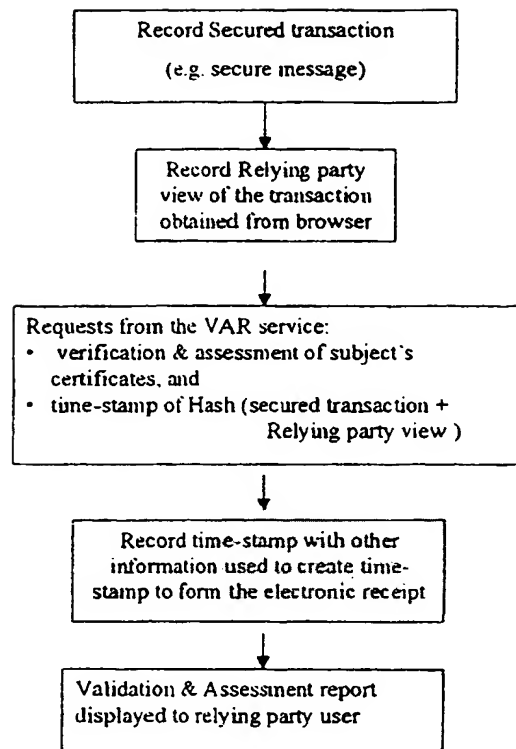 Record Secured transaction
(e.g. secure message)
Record Relying party
view of the transaction
obtained from browser
Requests from the VAR service:
• verification & assessment of subject's
certificates, and
• time-stamp of Hash (secured transaction +
Relying party view )
Record time-stamp with other
information used to create time-
stamp to form the electronic receipt
Validation & Assessment report
displayed to relying party user